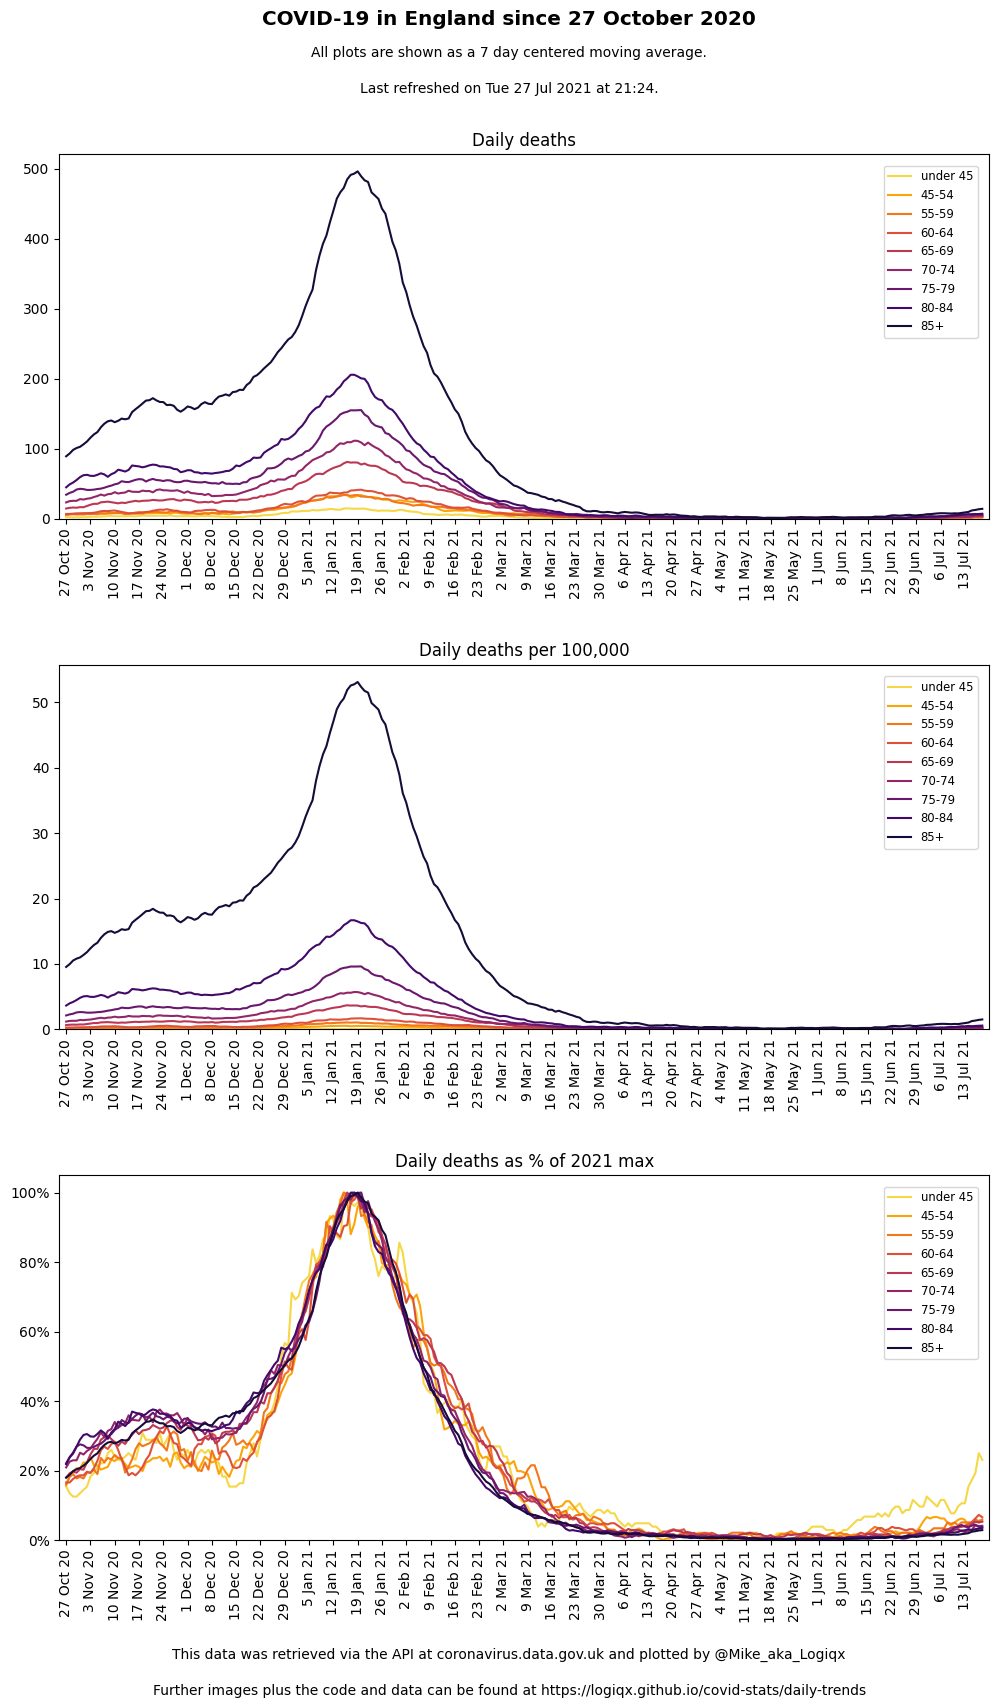 COVID-19 in England since 27 October 2020
All plots are shown as a 7 day centered moving average.
Last refreshed on Tue 27 Jul 2021 at 21:24.
Daily deaths
500
400
300
200
100
0
under 45
45-54
55-59
60-64
65-69
70-74
75-79
80-84
85+
27 Oct 20
3 Nov 20
10 Nov 20
17 Nov 20
24 Nov 20
1 Dec 20
8 Dec 20
15 Dec 20
22 Dec 20
29 Dec 20
5 Jan 21
12 Jan 21
19 Jan 21
26 Jan 21
2 Feb 21
9 Feb 21
16 Feb 21
23 Feb 21
2 Mar 21
9 Mar 21
16 Mar 21
23 Mar 21
30 Mar 21
6 Apr 21
13 Apr 21
20 Apr 21
27 Apr 21
4 May 21
11 May 21
18 May 21
25 May 21
1 Jun 21
8 Jun 21
15 Jun 21
22 Jun 21
29 Jun 21
6 Jul 21
13 Jul 21
Daily deaths per 100,000
50
40
30
20
10
0
under 45
45-54
55-59
60-64
65-69
70-74
75-79
80-84
85+
27 Oct 20
3 Nov 20
10 Nov 20
17 Nov 20
24 Nov 20
1 Dec 20
8 Dec 20
15 Dec 20
22 Dec 20
29 Dec 20
5 Jan 21
12 Jan 21
19 Jan 21
26 Jan 21
2 Feb 21
9 Feb 21
16 Feb 21
23 Feb 21
2 Mar 21
9 Mar 21
16 Mar 21
23 Mar 21
30 Mar 21
6 Apr 21
13 Apr 21
20 Apr 21
27 Apr 21
4 May 21
11 May 21
18 May 21
25 May 21
1 Jun 21
8 Jun 21
15 Jun 21
22 Jun 21
29 Jun 21
6 Jul 21
13 Jul 21
Daily deaths as % of 2021 max
100%
80%
60%
40%
20%
0%
under 45
45-54
55-59
60-64
65-69
70-74
75-79
80-84
85+
27 Oct 20
3 Nov 20
10 Nov 20
17 Nov 20
24 Nov 20
1 Dec 20
8 Dec 20
15 Dec 20
22 Dec 20
29 Dec 20
5 Jan 21
12 Jan 21
19 Jan 21
26 Jan 21
2 Feb 21
9 Feb 21
16 Feb 21
23 Feb 21
2 Mar 21
9 Mar 21
16 Mar 21
23 Mar 21
30 Mar 21
6 Apr 21
13 Apr 21
20 Apr 21
27 Apr 21
4 May 21
11 May 21
18 May 21
25 May 21
1 Jun 21
8 Jun 21
15 Jun 21
22 Jun 21
29 Jun 21
6 Jul 21
13 Jul 21
This data was retrieved via the API at coronavirus.data.gov.uk and plotted by @Mike_aka_Logiqx
Further images plus the code and data can be found at https://logiqx.github.io/covid-stats/daily-trends